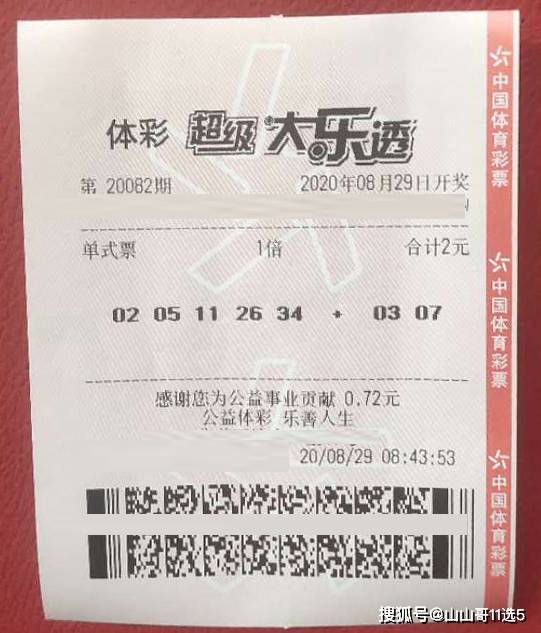 体彩 超级大乐透
第 20082期 2020年08月29日开奖
单式票 1倍 合计2元
02 05 11 26 34 + 03 07
感谢您为公益事业贡献 0.72元
公益体彩 乐善人生
20/08/29 08:43:53
中国体育彩票
中国体育彩票
中国体育彩票
搜狐号@山山哥11选5